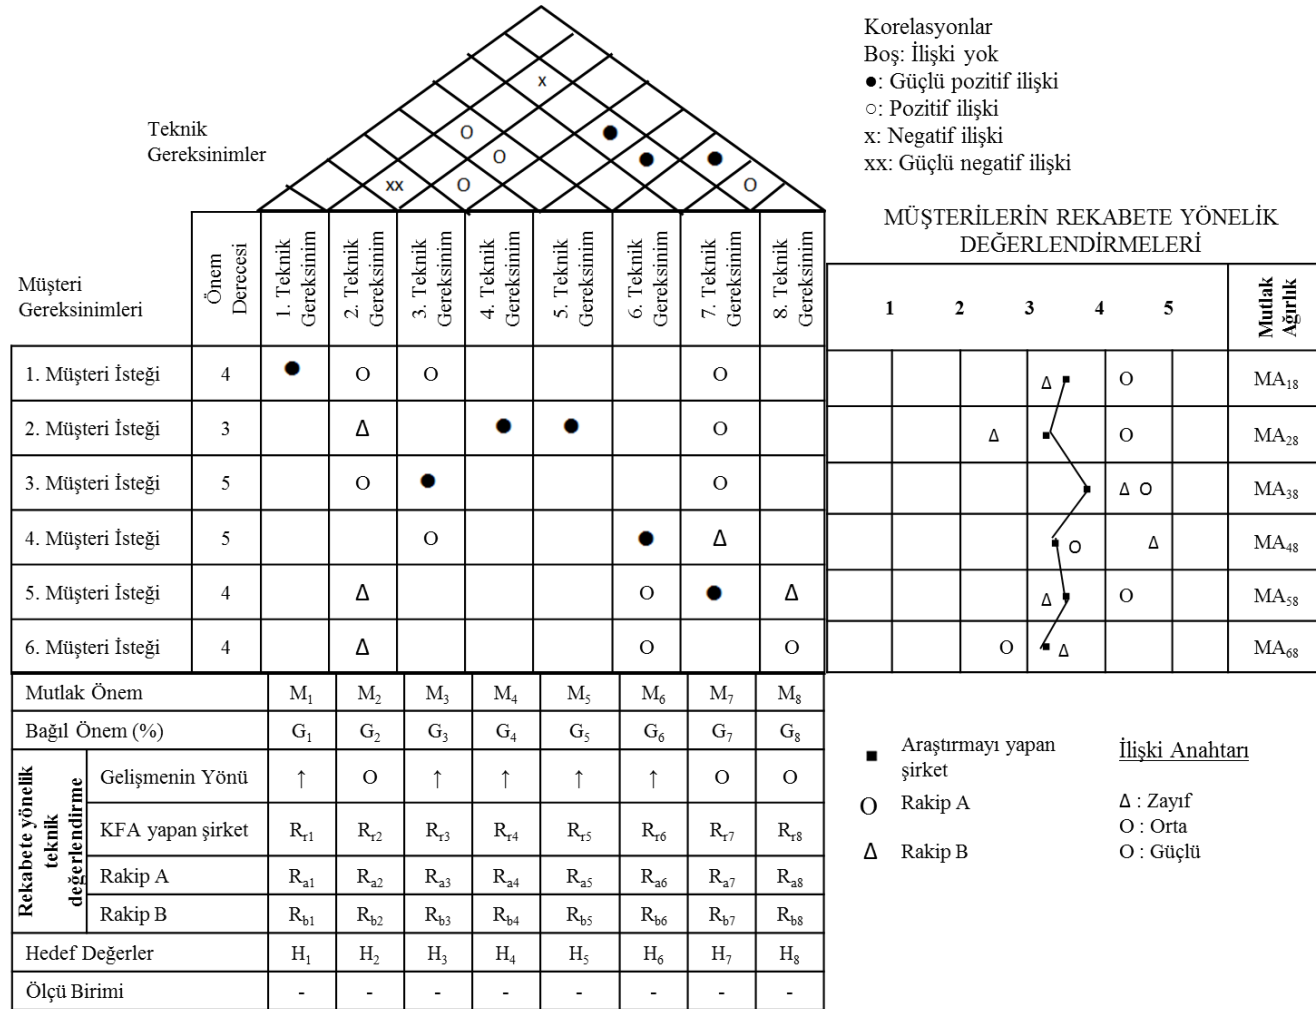 Korelasyonlar
Boş: İlişki yok
●: Güçlü pozitif ilişki
○: Pozitif ilişki
x: Negatif ilişki
xx: Güçlü negatif ilişki
Teknik
Gereksinimler
x
O ●
O ● ●
xx O O
MÜŞTERİLERİN REKABETE YÖNELİK
DEĞERLENDİRMELERİ
Müşteri
Gereksinimleri
Önem
Derecesi
1. Teknik
Gereksinim
2. Teknik
Gereksinim
3. Teknik
Gereksinim
4. Teknik
Gereksinim
5. Teknik
Gereksinim
6. Teknik
Gereksinim
7. Teknik
Gereksinim
8. Teknik
Gereksinim
1 2 3 4 5
Mutlak
Ağırlık
1. Müşteri İsteği 4 ● O O O Δ ■ O MA₁₈
2. Müşteri İsteği 3 Δ ● ● O Δ ■ O MA₂₈
3. Müşteri İsteği 5 O ● O ■ Δ O MA₃₈
4. Müşteri İsteği 5 O ● Δ ■ O Δ MA₄₈
5. Müşteri İsteği 4 Δ O ● Δ Δ ■ O MA₅₈
6. Müşteri İsteği 4 Δ O O O ■ Δ MA₆₈
Mutlak Önem M₁ M₂ M₃ M₄ M₅ M₆ M₇ M₈
Bağıl Önem (%) G₁ G₂ G₃ G₄ G₅ G₆ G₇ G₈
Rekabete yönelik
teknik
değerlendirme
Gelişmenin Yönü ↑ O ↑ ↑ ↑ ↑ O O
KFA yapan şirket Rr1 Rr2 Rr3 Rr4 Rr5 Rr6 Rr7 Rr8
Rakip A Ra1 Ra2 Ra3 Ra4 Ra5 Ra6 Ra7 Ra8
Rakip B Rb1 Rb2 Rb3 Rb4 Rb5 Rb6 Rb7 Rb8
Hedef Değerler H₁ H₂ H₃ H₄ H₅ H₆ H₇ H₈
Ölçü Birimi - - - - - - - -
■ Araştırmayı yapan
şirket
O Rakip A
Δ Rakip B
İlişki Anahtarı
Δ : Zayıf
O : Orta
O : Güçlü